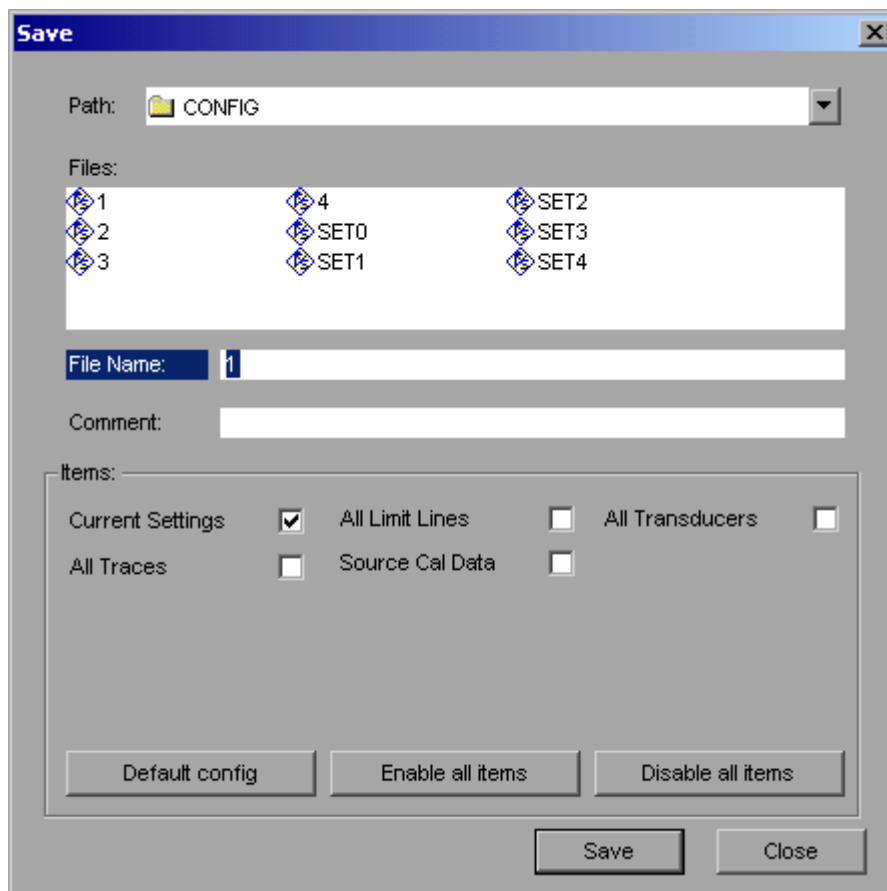 Save
Path: CONFIG
Files:
1 4 SET2
2 SET0 SET3
3 SET1 SET4
File Name: 1
Comment:
Items:
Current Settings All Limit Lines All Transducers
All Traces Source Cal Data
Default config Enable all items Disable all items
Save Close